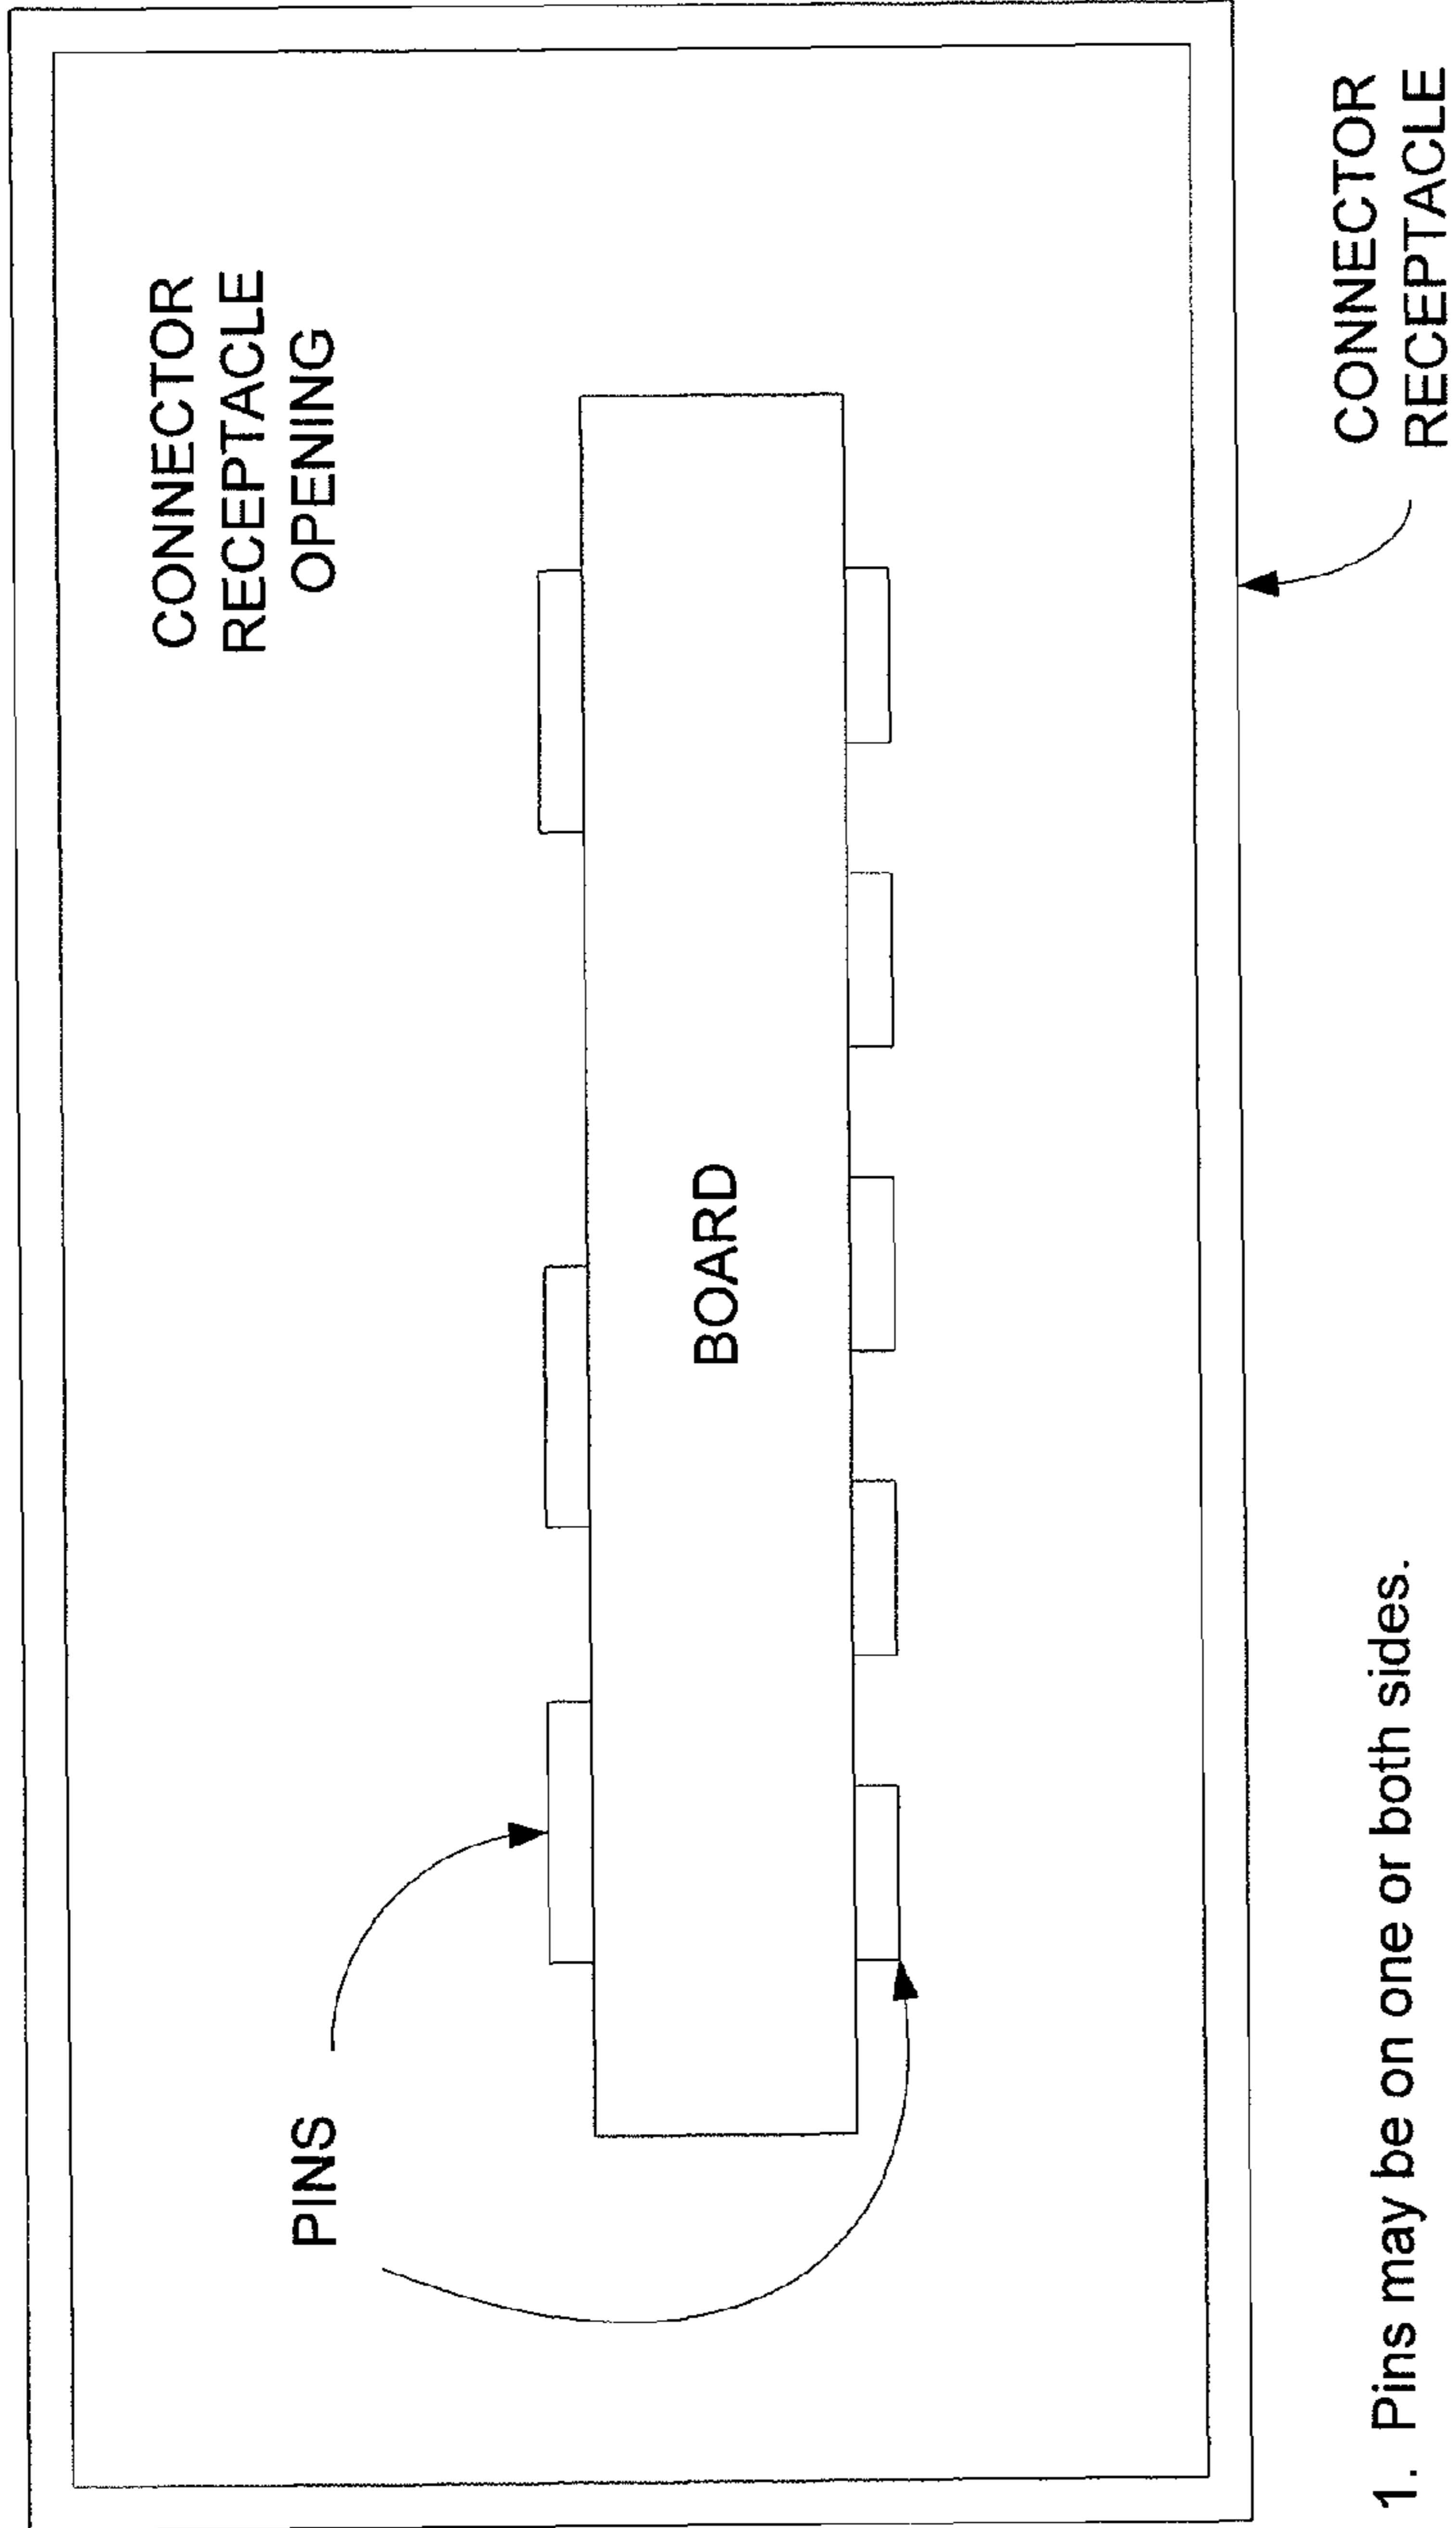 CONNECTOR
RECEPTACLE
OPENING
PINS
BOARD
CONNECTOR
RECEPTACLE
1. Pins may be on one or both sides.